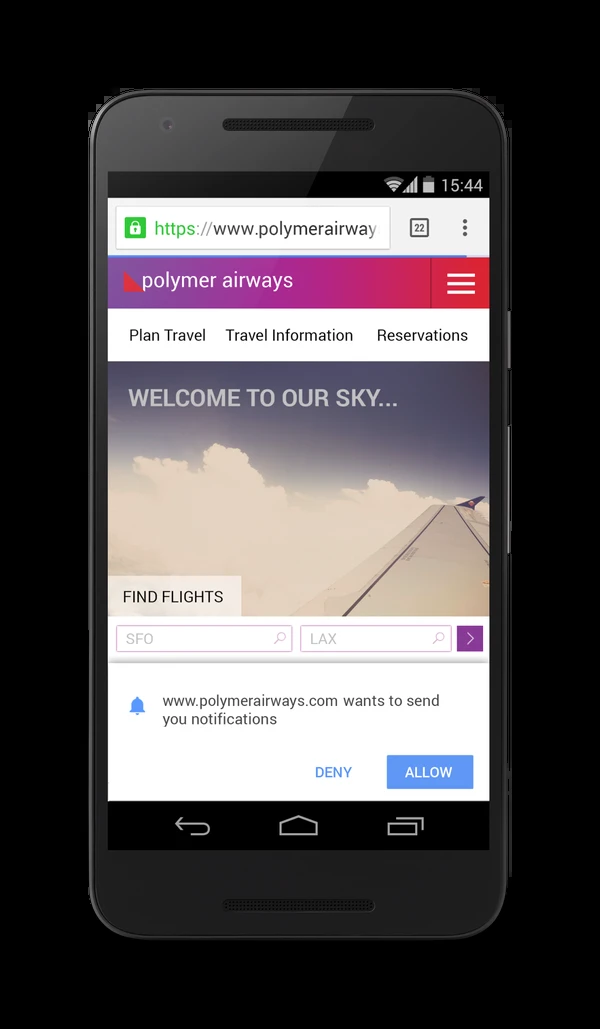 15:44
https://www.polymerairway
22
polymer airways
Plan Travel Travel Information Reservations
WELCOME TO OUR SKY...
FIND FLIGHTS
SFO LAX
www.polymerairways.com wants to send
you notifications
DENY ALLOW